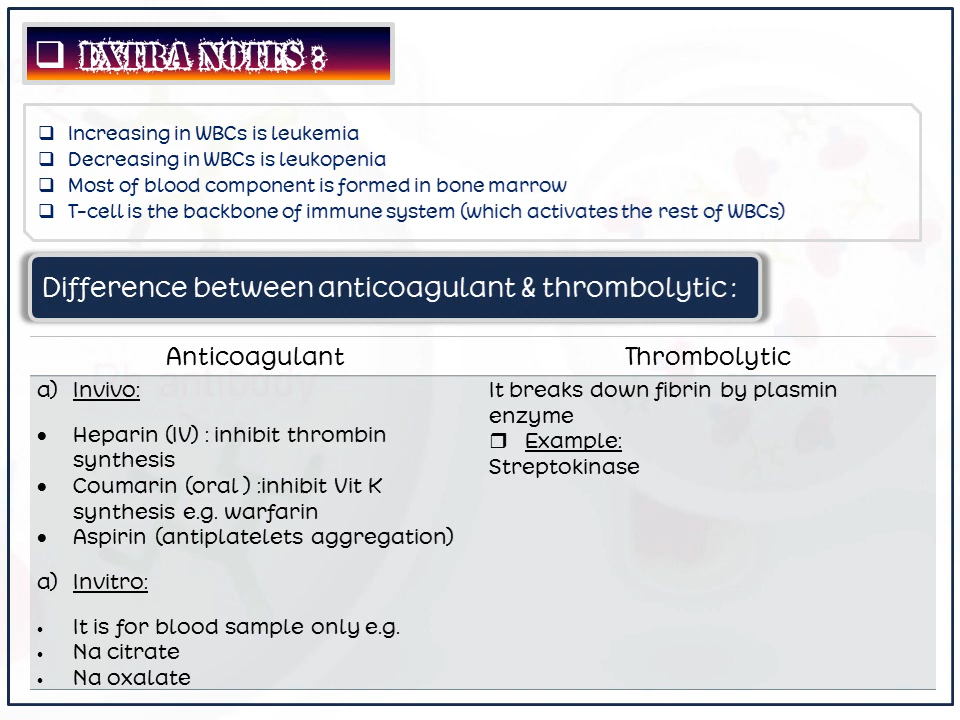 ❑ EXTRA NOTES :
❑ Increasing in WBCs is leukemia
❑ Decreasing in WBCs is leukopenia
❑ Most of blood component is formed in bone marrow
❑ T-cell is the backbone of immune system (which activates the rest of WBCs)
Difference between anticoagulant & thrombolytic :
Anticoagulant
a) Invivo:
• Heparin (IV) : inhibit thrombin
synthesis
• Coumarin (oral ) :inhibit Vit K
synthesis e.g. warfarin
• Aspirin (antiplatelets aggregation)
a) Invitro:
• It is for blood sample only e.g.
• Na citrate
• Na oxalate
Thrombolytic
It breaks down fibrin by plasmin
enzyme
❒ Example:
Streptokinase
antibody